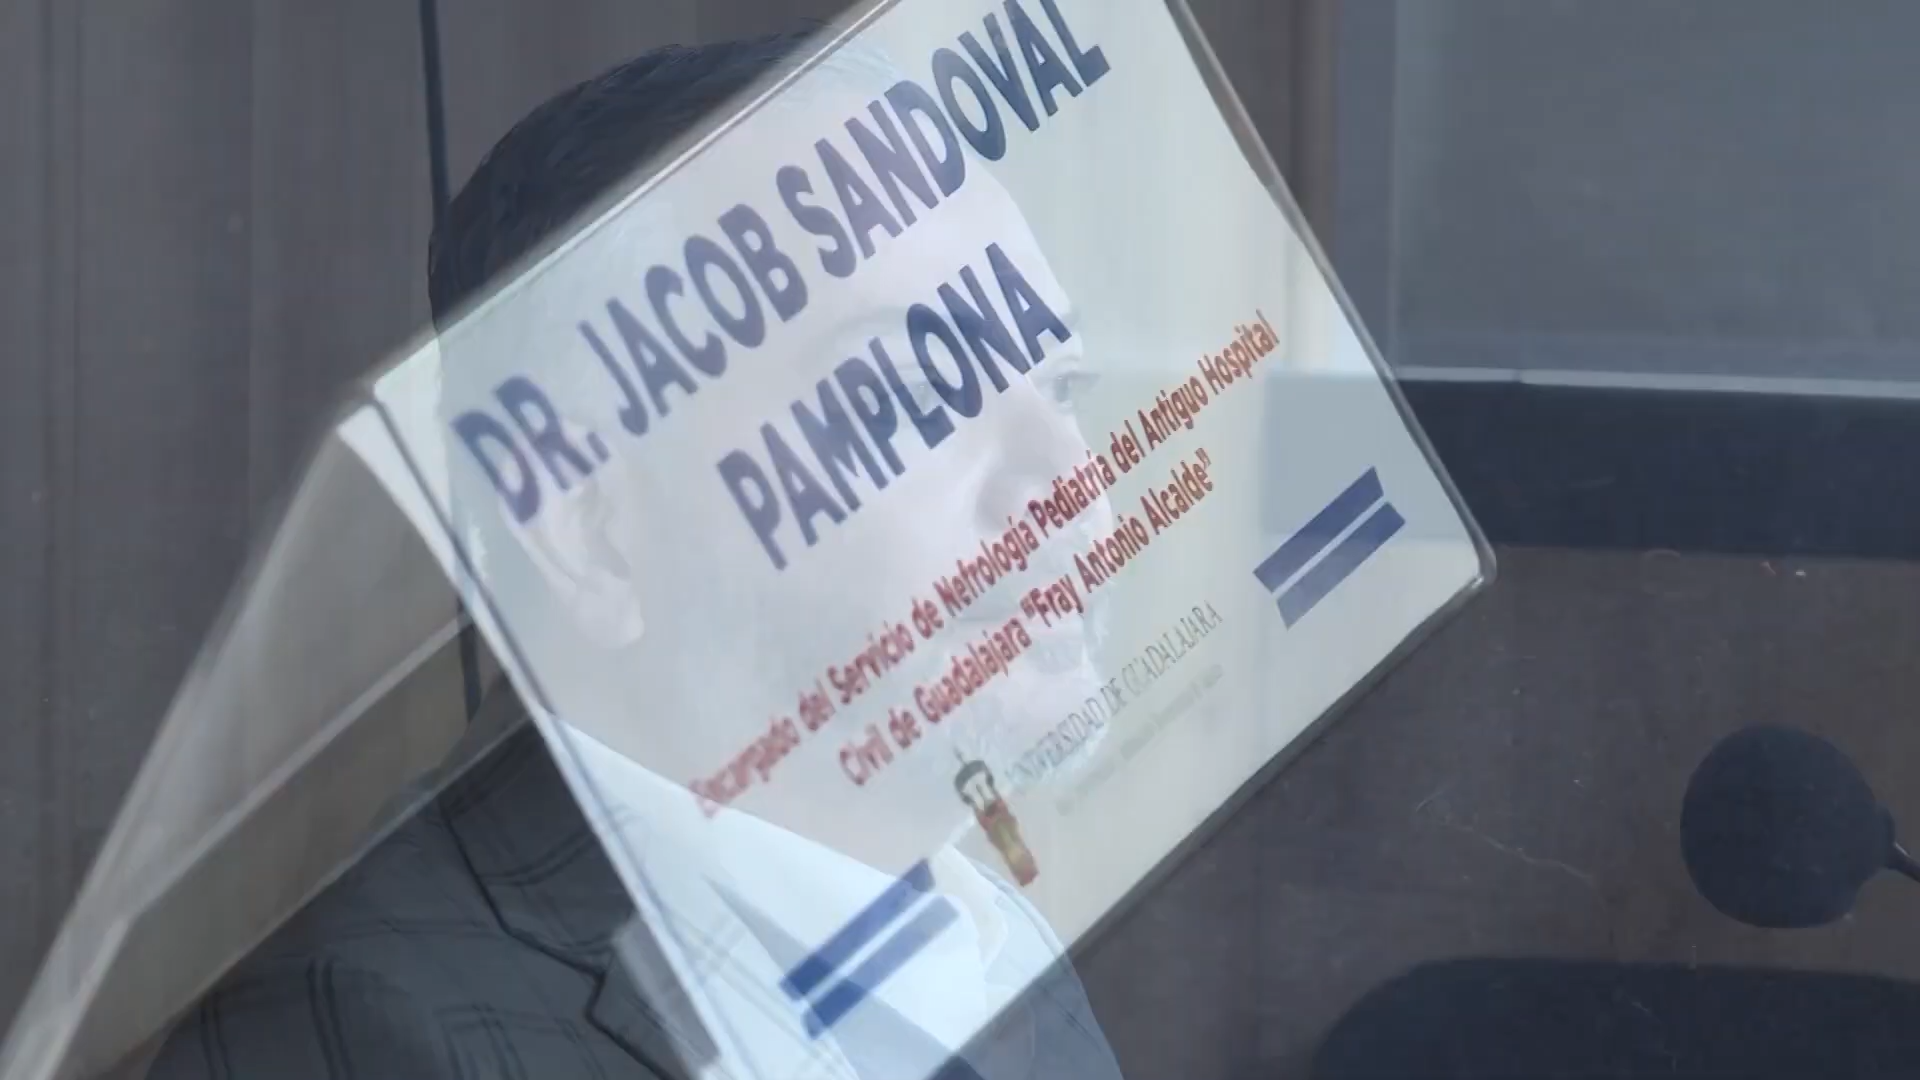 DR. JACOB SANDOVAL
PAMPLONA
Encargado del Servicio de Nefrología Pediatría del Antiguo Hospital
Civil de Guadalajara "Fray Antonio Alcalde"
UNIVERSIDAD DE GUADALAJARA